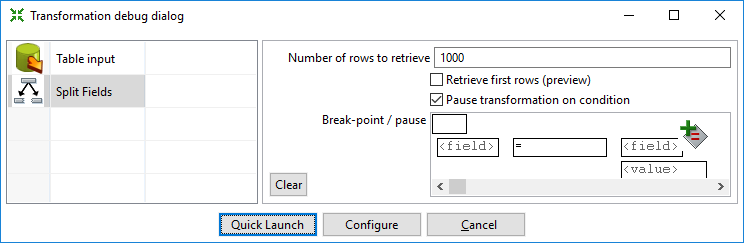 Transformation debug dialog
Table input
Split Fields
Number of rows to retrieve 1000
Retrieve first rows (preview)
Pause transformation on condition
Break-point / pause
<field> = <field>
<value>
Clear
Quick Launch Configure Cancel